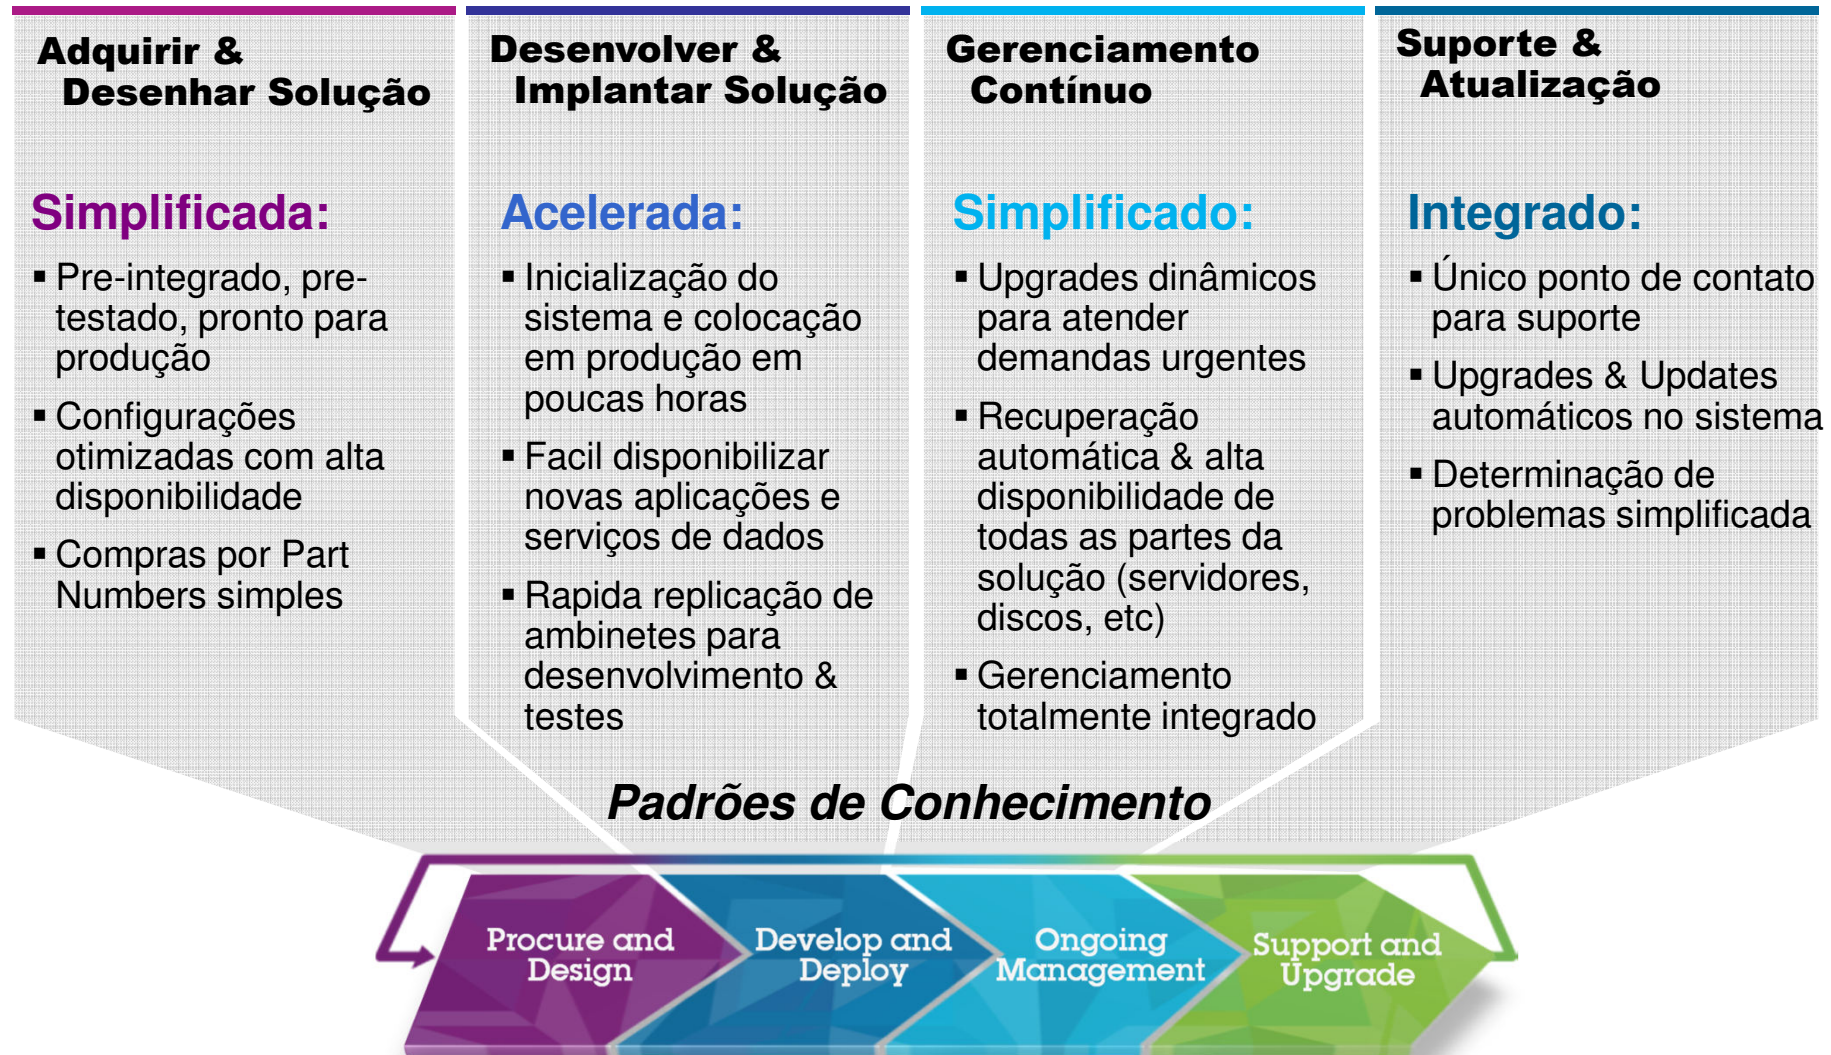 Adquirir &
Desenhar Solução
Simplificada:
▪ Pre-integrado, pre-
testado, pronto para
produção
▪ Configurações
otimizadas com alta
disponibilidade
▪ Compras por Part
Numbers simples
Desenvolver &
Implantar Solução
Acelerada:
▪ Inicialização do
sistema e colocação
em produção em
poucas horas
▪ Facil disponibilizar
novas aplicações e
serviços de dados
▪ Rapida replicação de
ambinetes para
desenvolvimento &
testes
Gerenciamento
Contínuo
Simplificado:
▪ Upgrades dinâmicos
para atender
demandas urgentes
▪ Recuperação
automática & alta
disponibilidade de
todas as partes da
solução (servidores,
discos, etc)
▪ Gerenciamento
totalmente integrado
Suporte &
Atualização
Integrado:
▪ Único ponto de contato
para suporte
▪ Upgrades & Updates
automáticos no sistema
▪ Determinação de
problemas simplificada
Padrões de Conhecimento
Procure and
Design
Develop and
Deploy
Ongoing
Management
Support and
Upgrade